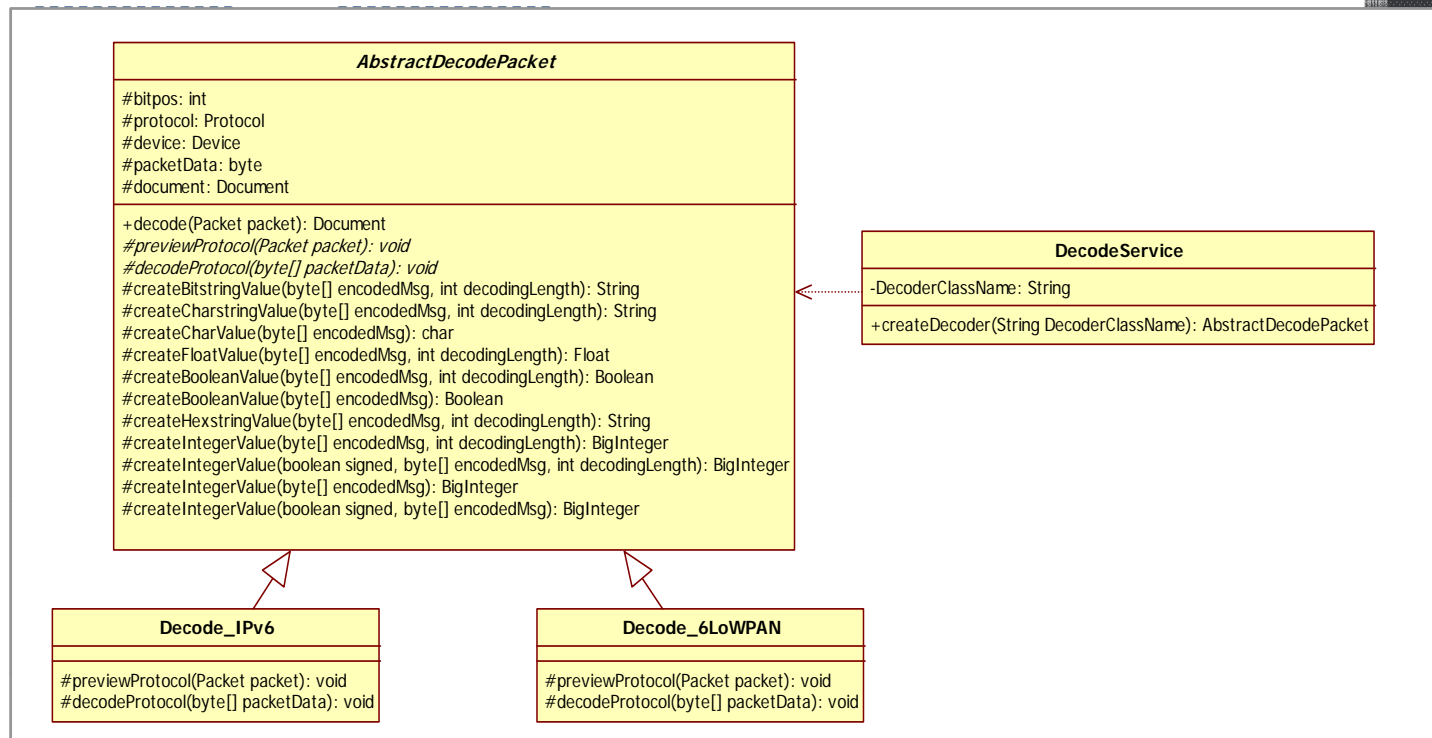 AbstractDecodePacket
#bitpos: int
#protocol: Protocol
#device: Device
#packetData: byte
#document: Document
+decode(Packet packet): Document
#previewProtocol(Packet packet): void
#decodeProtocol(byte[] packetData): void
#createBitstringValue(byte[] encodedMsg, int decodingLength): String
#createCharstringValue(byte[] encodedMsg, int decodingLength): String
#createCharValue(byte[] encodedMsg): char
#createFloatValue(byte[] encodedMsg, int decodingLength): Float
#createBooleanValue(byte[] encodedMsg, int decodingLength): Boolean
#createBooleanValue(byte[] encodedMsg): Boolean
#createHexstringValue(byte[] encodedMsg, int decodingLength): String
#createIntegerValue(byte[] encodedMsg, int decodingLength): BigInteger
#createIntegerValue(boolean signed, byte[] encodedMsg, int decodingLength): BigInteger
#createIntegerValue(byte[] encodedMsg): BigInteger
#createIntegerValue(boolean signed, byte[] encodedMsg): BigInteger
DecodeService
-DecoderClassName: String
+createDecoder(String DecoderClassName): AbstractDecodePacket
Decode_IPv6
#previewProtocol(Packet packet): void
#decodeProtocol(byte[] packetData): void
Decode_6LoWPAN
#previewProtocol(Packet packet): void
#decodeProtocol(byte[] packetData): void